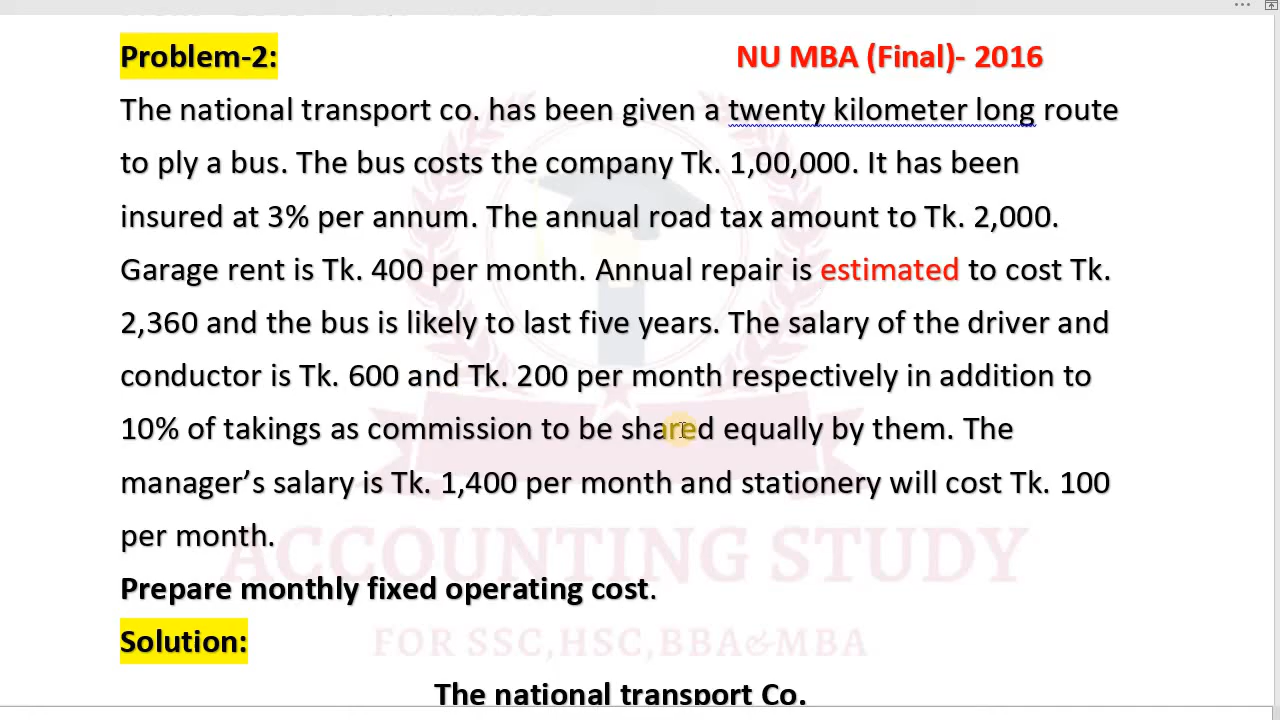 Problem-2: NU MBA (Final)- 2016
The national transport co. has been given a twenty kilometer long route
to ply a bus. The bus costs the company Tk. 1,00,000. It has been
insured at 3% per annum. The annual road tax amount to Tk. 2,000.
Garage rent is Tk. 400 per month. Annual repair is estimated to cost Tk.
2,360 and the bus is likely to last five years. The salary of the driver and
conductor is Tk. 600 and Tk. 200 per month respectively in addition to
10% of takings as commission to be shared equally by them. The
manager’s salary is Tk. 1,400 per month and stationery will cost Tk. 100
per month.
ACCOUNTING STUDY
Prepare monthly fixed operating cost.
Solution:
FOR SSC,HSC,BBA&MBA
The national transport Co.